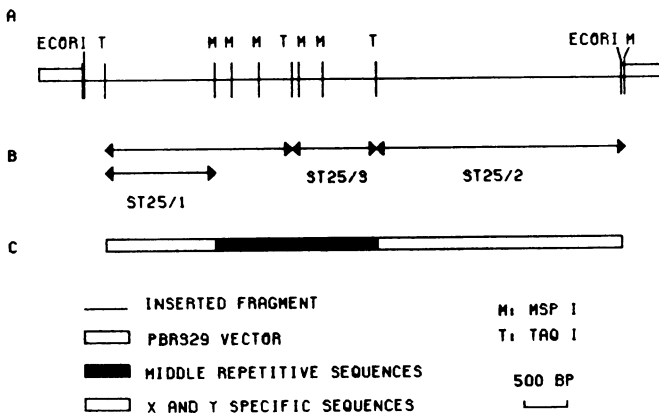 A
ECORI T M M M T M M T ECORI M
B
ST25/3 ST25/2
ST25/1
C
INSERTED FRAGMENT
PBR329 VECTOR
MIDDLE REPETITIVE SEQUENCES
X AND Y SPECIFIC SEQUENCES
M: MSP I
T: TAQ I
500 BP